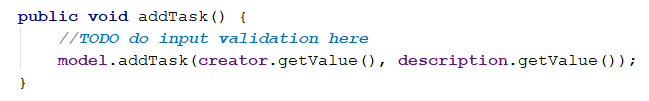 public void addTask() {
    //TODO do input validation here
    model.addTask(creator.getValue(), description.getValue());
}